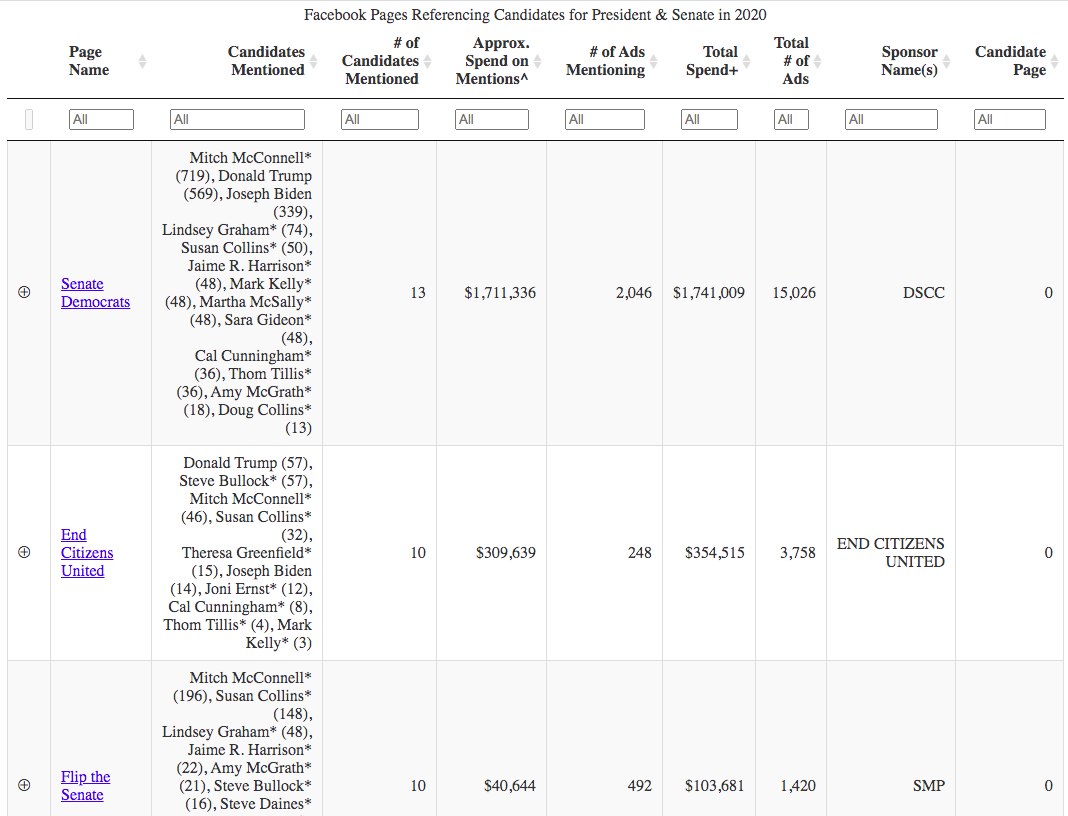 Facebook Pages Referencing Candidates for President & Senate in 2020
Page Name
Candidates Mentioned
# of Candidates Mentioned
Approx. Spend on Mentions^
# of Ads Mentioning
Total Spend+
Total # of Ads
Sponsor Name(s)
Candidate Page
All
All
All
All
All
All
All
All
All
Senate
Democrats
Mitch McConnell*
(719), Donald Trump
(569), Joseph Biden
(339),
Lindsey Graham* (74),
Susan Collins* (50),
Jaime R. Harrison*
(48), Mark Kelly*
(48), Martha McSally*
(48), Sara Gideon*
(48),
Cal Cunningham*
(36), Thom Tillis*
(36), Amy McGrath*
(18), Doug Collins*
(13)
13
$1,711,336
2,046
$1,741,009
15,026
DSCC
0
End
Citizens
United
Donald Trump (57),
Steve Bullock* (57),
Mitch McConnell*
(46), Susan Collins*
(32),
Theresa Greenfield*
(15), Joseph Biden
(14), Joni Ernst* (12),
Cal Cunningham* (8),
Thom Tillis* (4), Mark
Kelly* (3)
10
$309,639
248
$354,515
3,758
END CITIZENS
UNITED
0
Flip the
Senate
Mitch McConnell*
(196), Susan Collins*
(148),
Lindsey Graham* (48),
Jaime R. Harrison*
(22), Amy McGrath*
(21), Steve Bullock*
(16), Steve Daines*
10
$40,644
492
$103,681
1,420
SMP
0